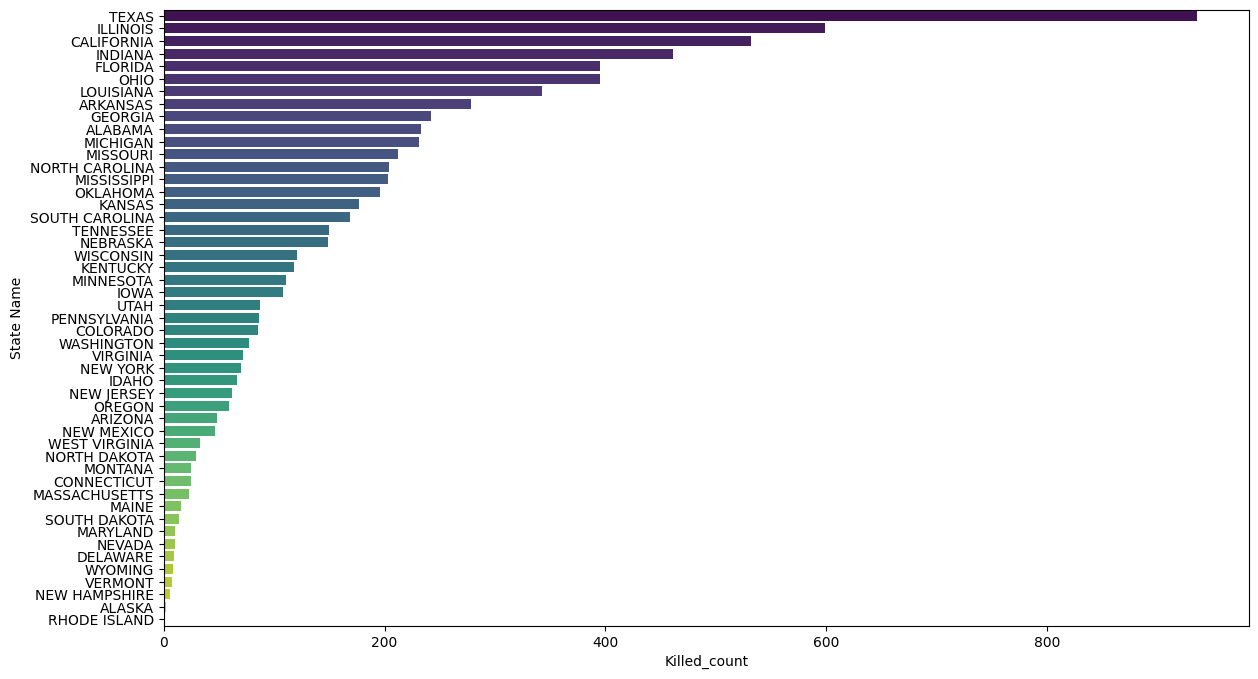 TEXAS
ILLINOIS
CALIFORNIA
INDIANA
FLORIDA
OHIO
LOUISIANA
ARKANSAS
GEORGIA
ALABAMA
MICHIGAN
MISSOURI
NORTH CAROLINA
MISSISSIPPI
OKLAHOMA
KANSAS
SOUTH CAROLINA
TENNESSEE
NEBRASKA
WISCONSIN
KENTUCKY
MINNESOTA
IOWA
UTAH
PENNSYLVANIA
COLORADO
WASHINGTON
VIRGINIA
NEW YORK
IDAHO
NEW JERSEY
OREGON
ARIZONA
NEW MEXICO
WEST VIRGINIA
NORTH DAKOTA
MONTANA
CONNECTICUT
MASSACHUSETTS
MAINE
SOUTH DAKOTA
MARYLAND
NEVADA
DELAWARE
WYOMING
VERMONT
NEW HAMPSHIRE
ALASKA
RHODE ISLAND
State Name
0 200 400 600 800
Killed_count